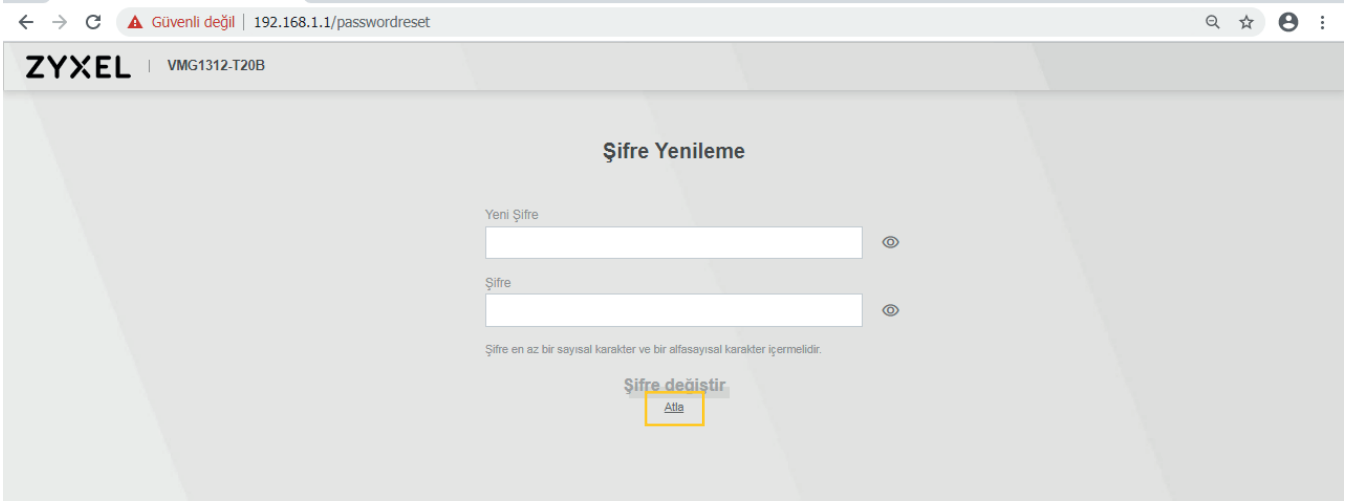 Güvenli değil | 192.168.1.1/passwordreset
ZYXEL | VMG1312-T20B
Şifre Yenileme
Yeni Şifre
Şifre
Şifre en az bir sayısal karakter ve bir alfasayısal karakter içermelidir.
Şifre değiştir
Atla